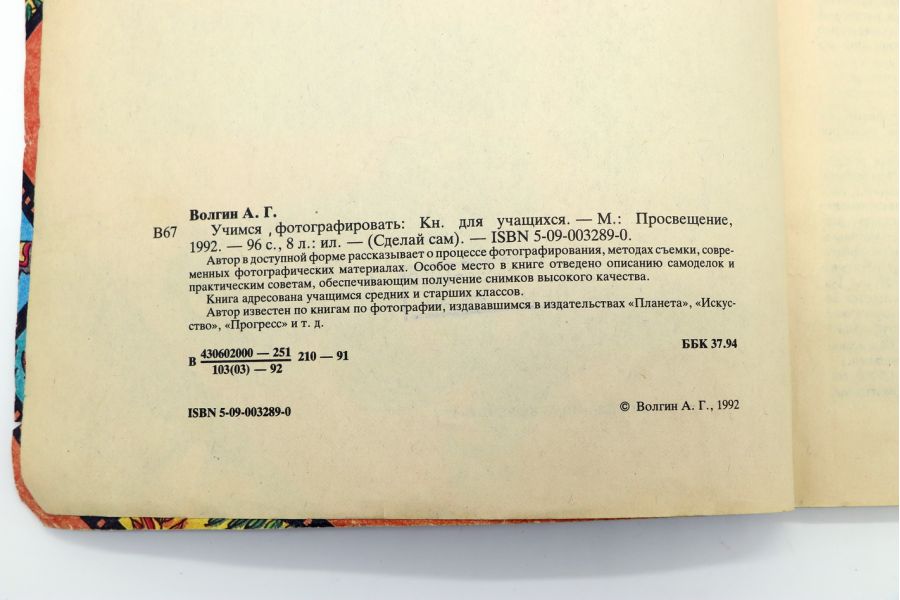 Волгин А. Г.
В67 Учимся , фотографировать: Кн. для учащихся. — М.: Просвещение,
1992. — 96 с., 8 л.: ил. — (Сделай сам). — ISBN 5-09-003289-0.
Автор в доступной форме рассказывает о процессе фотографирования, методах съемки, совре-
менных фотографических материалах. Особое место в книге отведено описанию самоделок и
практическим советам, обеспечивающим получение снимков высокого качества.
Книга адресована учащимся средних и старших классов.
Автор известен по книгам по фотографии, издававшимся в издательствах «Планета», «Искус-
ство», «Прогресс» и т. д.
В 430602000 — 251 210 — 91
103(03) — 92
ББК 37.94
ISBN 5-09-003289-0
© Волгин А. Г., 1992